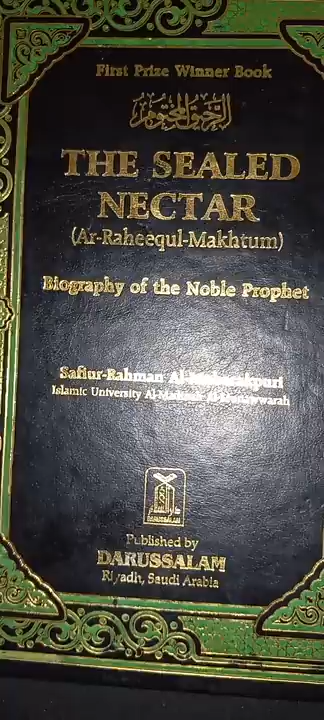 First Prize Winner Book
الرحيق المختوم
THE SEALED
NECTAR
(Ar-Raheequl-Makhtum)
Biography of the Noble Prophet
Safiur-Rahman Al-Mubarakpuri
Islamic University Al-Madinah Al-Munawwarah
DARUSSALAM
Published by
DARUSSALAM
Riyadh, Saudi Arabia